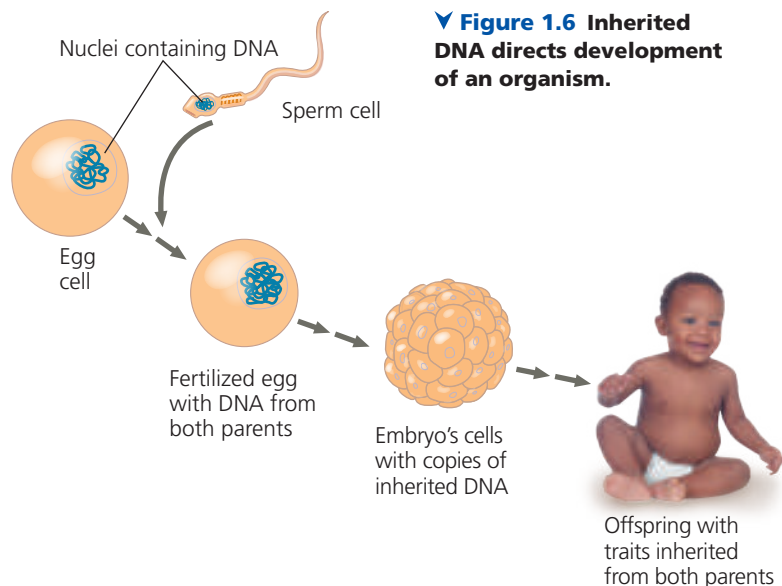 ▼ Figure 1.6 Inherited
DNA directs development
of an organism.
Nuclei containing DNA
Sperm cell
Egg
cell
Fertilized egg
with DNA from
both parents
Embryo’s cells
with copies of
inherited DNA
Offspring with
traits inherited
from both parents